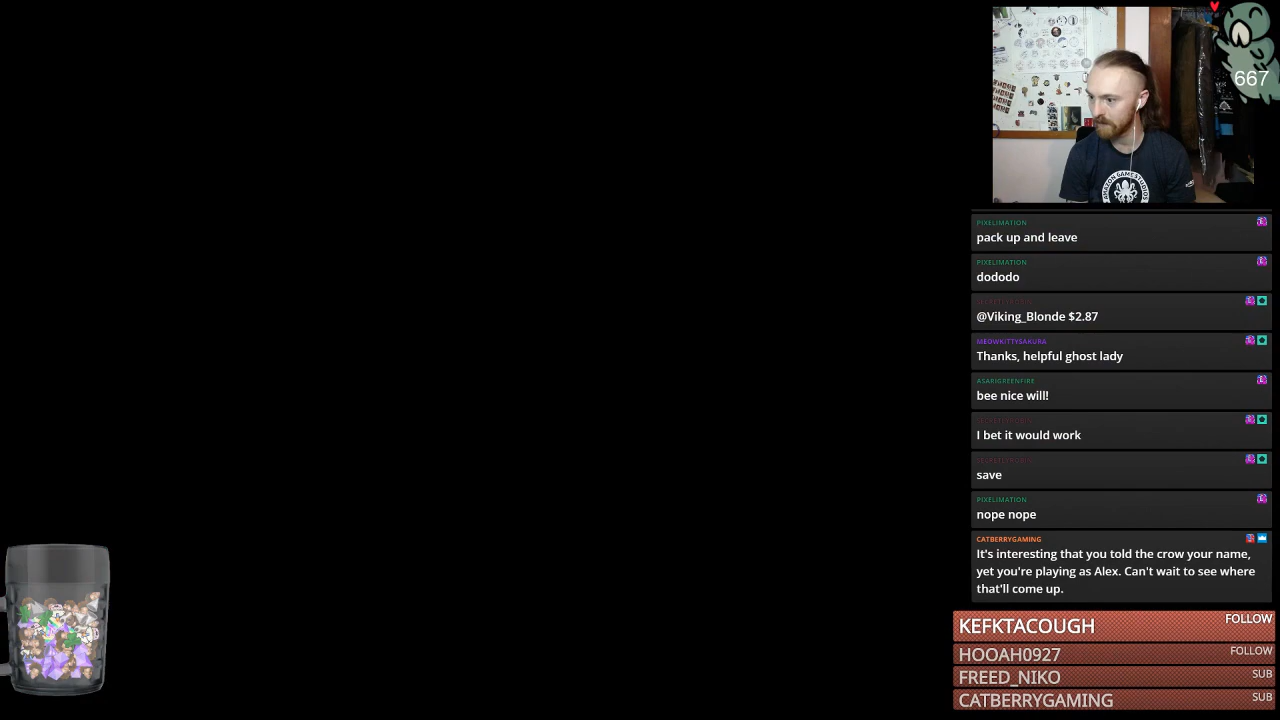 667
PIXELIMATION
pack up and leave
PIXELIMATION
dododo
@Viking_Blonde $2.87
MEOWKITTYSAKURA
Thanks, helpful ghost lady
ASARIGREENFIRE
bee nice will!
I bet it would work
save
PIXELIMATION
nope nope
CATBERRYGAMING
It's interesting that you told the crow your name,
yet you're playing as Alex. Can't wait to see where
that'll come up.
KEFKTACOUGH FOLLOW
HOOAH0927 FOLLOW
FREED_NIKO SUB
CATBERRYGAMING SUB